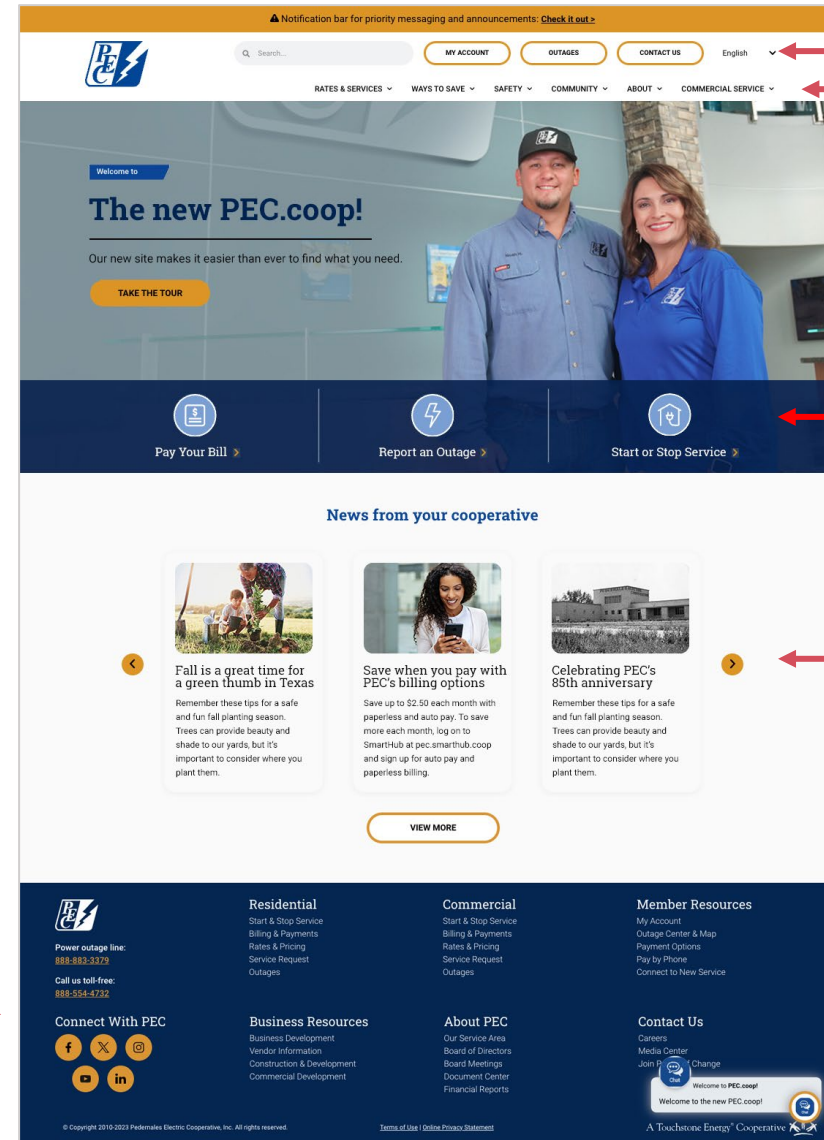 Notification bar for priority messaging and announcements: Check it out >
PEC
Search...
MY ACCOUNT
OUTAGES
CONTACT US
English
RATES & SERVICES
WAYS TO SAVE
SAFETY
COMMUNITY
ABOUT
COMMERCIAL SERVICE
Welcome to
The new PEC.coop!
Our new site makes it easier than ever to find what you need.
TAKE THE TOUR
Pay Your Bill >
Report an Outage >
Start or Stop Service >
News from your cooperative
Fall is a great time for
a green thumb in Texas
Remember these tips for a safe
and fun fall planting season.
Trees can provide beauty and
shade to our yards, but it's
important to consider where you
plant them.
Save when you pay with
PEC's billing options
Save up to $2.50 each month with
paperless and auto pay. To save
more each month, log on to
SmartHub at pec.smarthub.coop
and sign up for auto pay and
paperless billing.
Celebrating PEC's
85th anniversary
Remember these tips for a safe
and fun fall planting season.
Trees can provide beauty and
shade to our yards, but it's
important to consider where you
plant them.
VIEW MORE
PEC
Power outage line:
888-883-3379
Call us toll-free:
888-554-4732
Residential
Start & Stop Service
Billing & Payments
Rates & Pricing
Service Request
Outages
Commercial
Start & Stop Service
Billing & Payments
Rates & Pricing
Service Request
Outages
Member Resources
My Account
Outage Center & Map
Payment Options
Pay by Phone
Connect to New Service
Connect With PEC
Business Resources
Business Development
Vendor Information
Construction & Development
Commercial Development
About PEC
Our Service Area
Board of Directors
Board Meetings
Document Center
Financial Reports
Contact Us
Careers
Media Center
Join Change
Chat
Welcome to PEC.coop!
Welcome to the new PEC.coop!
Chat
© Copyright 2010-2023 Pedernales Electric Cooperative, Inc. All rights reserved.
Terms of Use | Online Privacy Statement
A Touchstone Energy® Cooperative